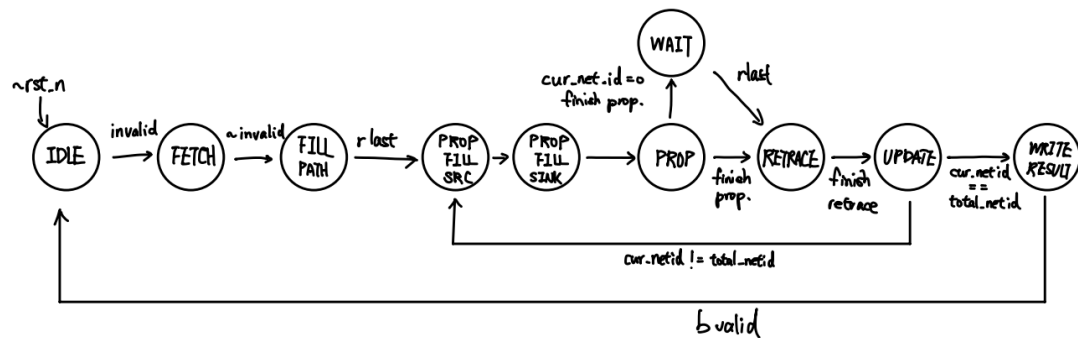 ~rst_n
IDLE
invalid
FETCH
~invalid
FILL
PATH
rlast
PROP
FILL
SRC
PROP
FILL
SINK
cur_net_id=0
finish prop.
WAIT
rlast
PROP
finish
prop.
RETRACE
finish
retrace
UPDATE
cur_netid
==
total_netid
WRITE
RESULT
cur_netid != total_netid
bvalid